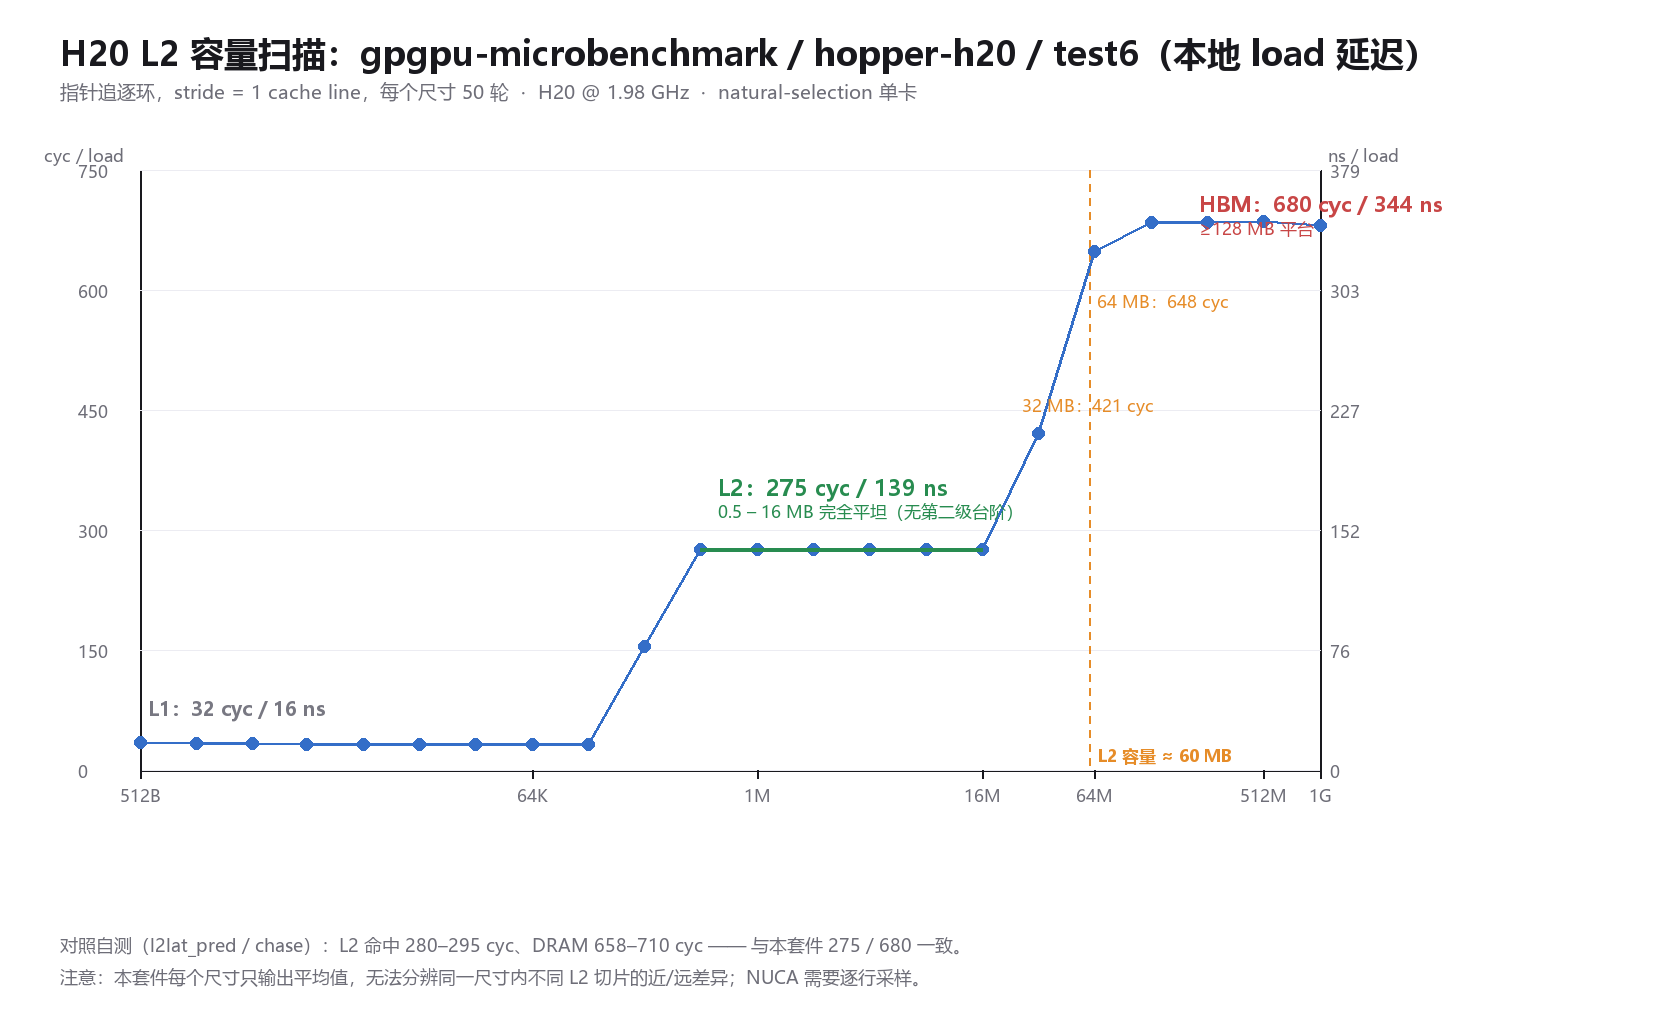 H20 L2 容量扫描：gpgpu-microbenchmark / hopper-h20 / test6（本地 load 延迟）
指针追逐环，stride = 1 cache line，每个尺寸 50 轮 · H20 @ 1.98 GHz · natural-selection 单卡
cyc / load
ns / load
750
379
HBM：680 cyc / 344 ns
≥128 MB 平台
600
64 MB：648 cyc
303
450
32 MB：421 cyc
227
L2：275 cyc / 139 ns
0.5 – 16 MB 完全平坦（无第二级台阶）
300
152
150
76
L1：32 cyc / 16 ns
L2 容量 ≈ 60 MB
0
0
512B
64K
1M
16M
64M
512M
1G
对照自测（l2lat_pred / chase）：L2 命中 280–295 cyc、DRAM 658–710 cyc —— 与本套件 275 / 680 一致。
注意：本套件每个尺寸只输出平均值，无法分辨同一尺寸内不同 L2 切片的近/远差异；NUCA 需要逐行采样。